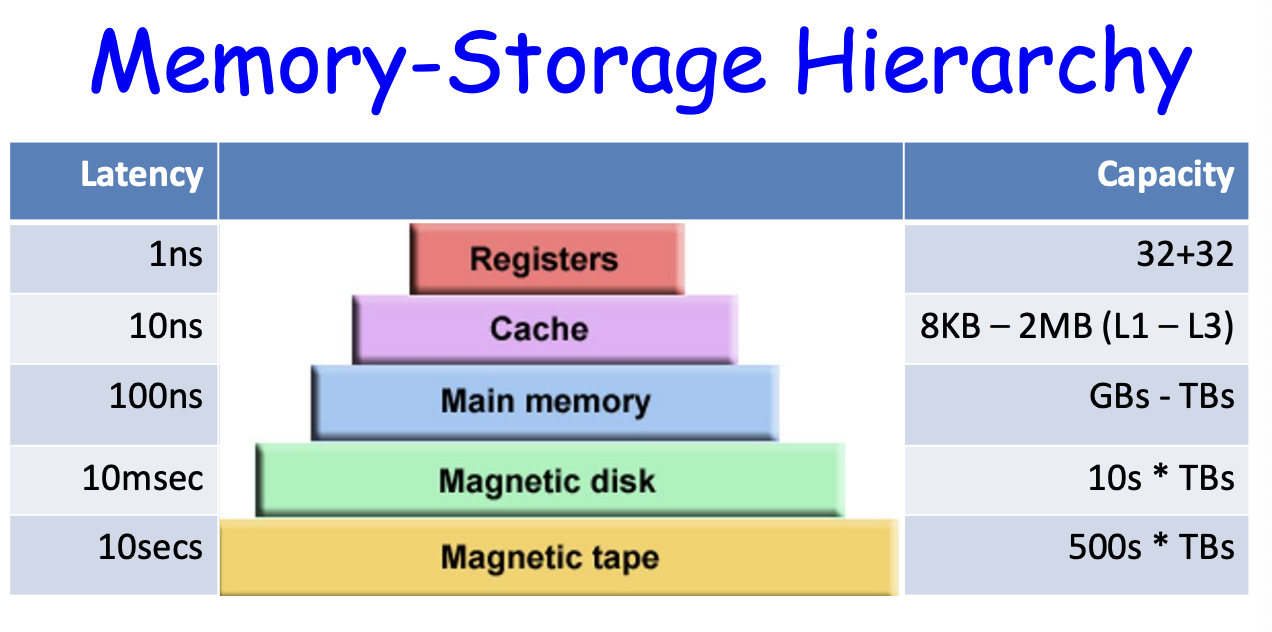 Memory-Storage Hierarchy
Latency Capacity
1ns Registers 32+32
10ns Cache 8KB – 2MB (L1 – L3)
100ns Main memory GBs - TBs
10msec Magnetic disk 10s * TBs
10secs Magnetic tape 500s * TBs